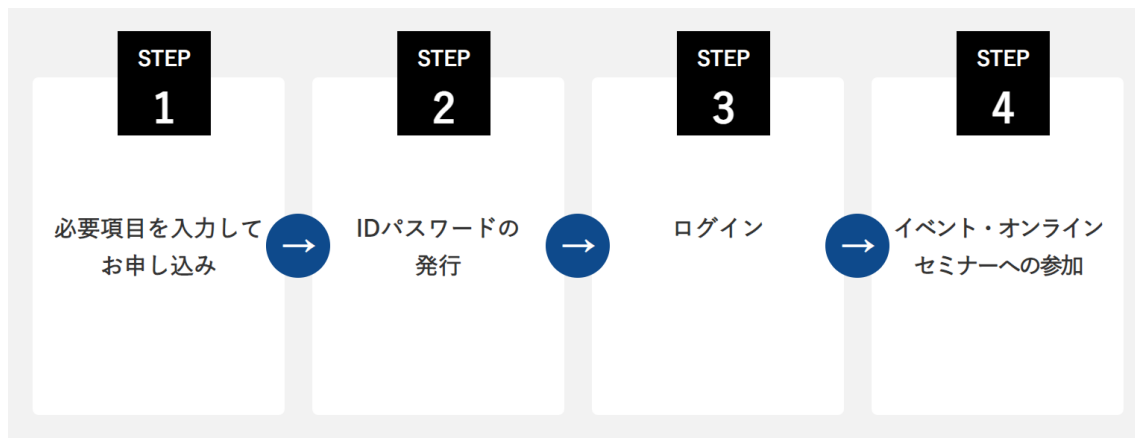 STEP
1
必要項目を入力して
お申し込み
→
STEP
2
IDパスワードの
発行
→
STEP
3
ログイン
→
STEP
4
イベント・オンライン
セミナーへの参加